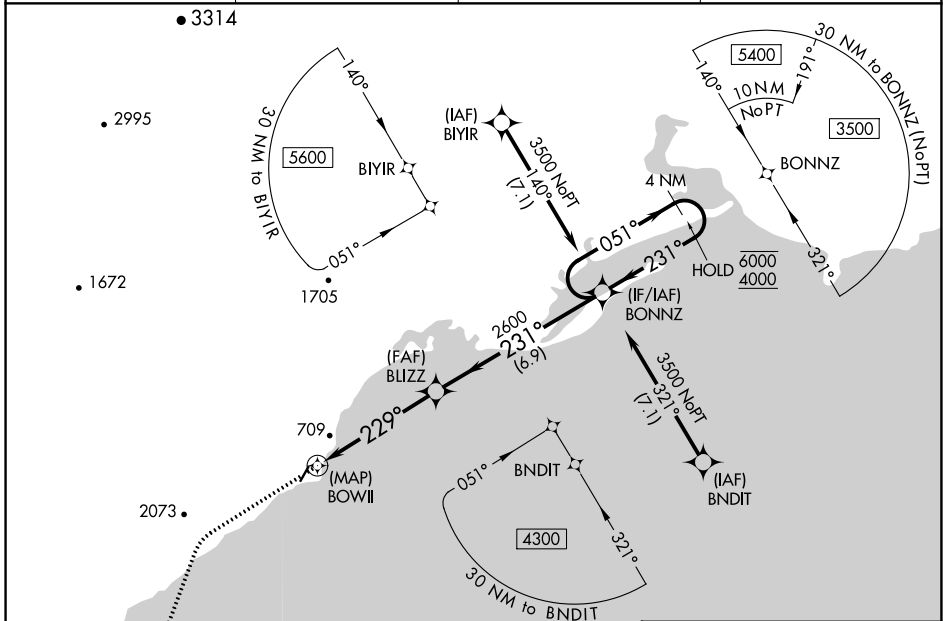 3314
2995
1672
1705
709
2073
140°
30 NM to BIYIR
5600
BIYIR
051°
(IAF)
BIYIR
3500 NoPT
140°
(7.1)
4 NM
051°
231°
HOLD
6000
4000
(IF/IAF)
BONNZ
2600
231°
(6.9)
(FAF)
BLIZZ
229°
(MAP)
BOWII
5400
30 NM to BONNZ (NoPT)
140°
191°
10 NM
NoPT
3500
BONNZ
321°
3500 NoPT
321°
(7.1)
(IAF)
BNDIT
051°
BNDIT
4300
321°
30 NM to BNDIT